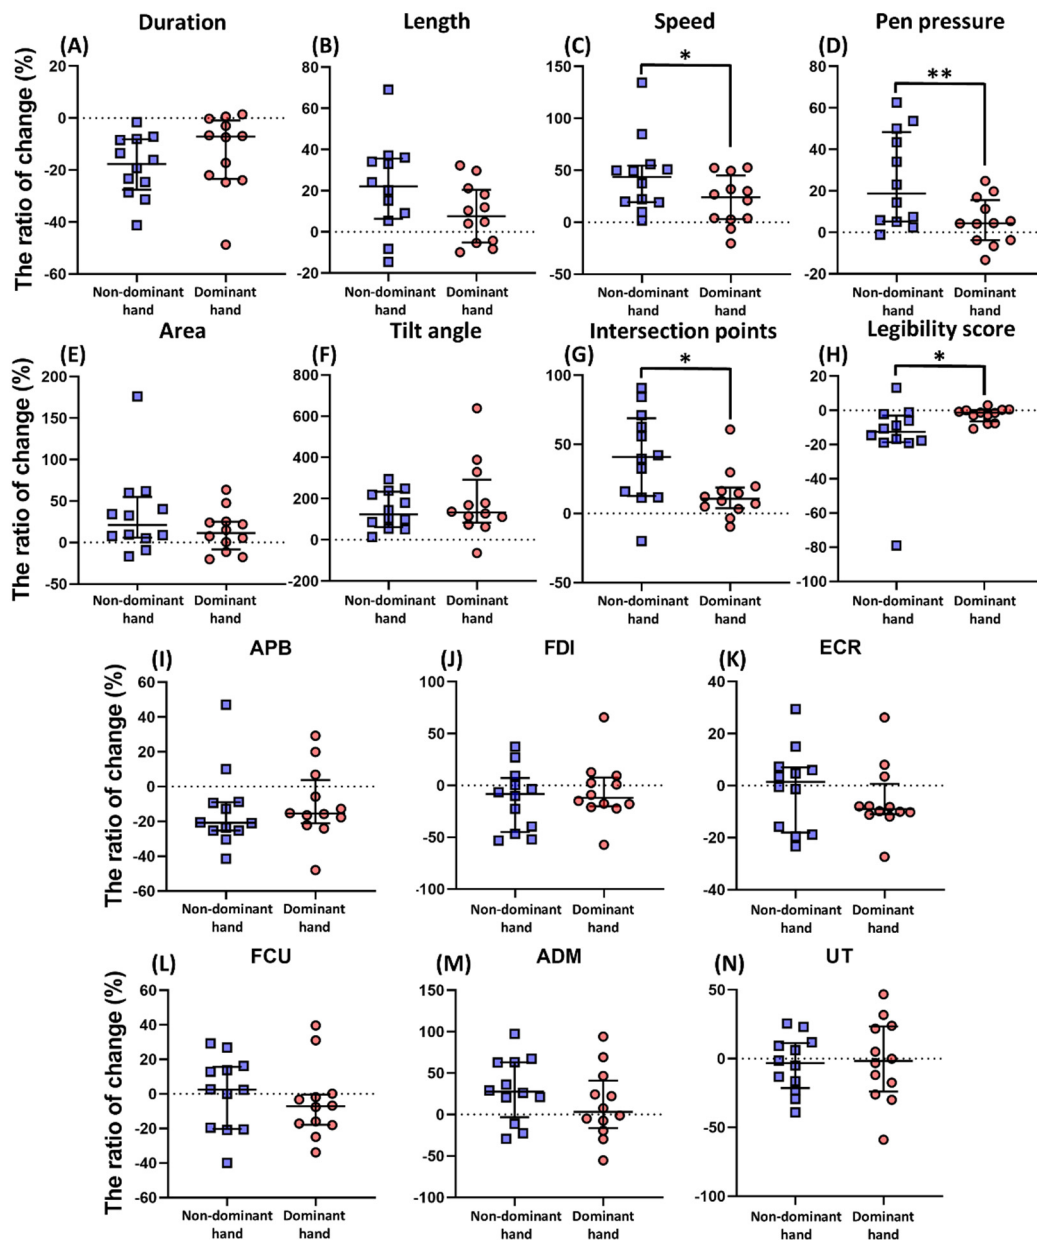 Duration Length Speed Pen pressure
(A) (B) (C) (D)
The ratio of change (%)
* **
20 0 -20 -40 -60
80 60 40 20 0 -20
150 100 50 0 -50
80 60 40 20 0 -20
Non-dominant hand Dominant hand Non-dominant hand Dominant hand Non-dominant hand Dominant hand Non-dominant hand Dominant hand
Area Tilt angle Intersection points Legibility score
(E) (F) (G) (H)
The ratio of change (%)
* *
200 150 100 50 0 -50
800 600 400 200 0 -200
100 50 0 -50
20 0 -20 -40 -60 -80 -100
Non-dominant hand Dominant hand Non-dominant hand Dominant hand Non-dominant hand Dominant hand Non-dominant hand Dominant hand
APB FDI ECR
(I) (J) (K)
The ratio of change (%)
60 40 20 0 -20 -40 -60
100 50 0 -50 -100
40 20 0 -20 -40
Non-dominant hand Dominant hand Non-dominant hand Dominant hand Non-dominant hand Dominant hand
FCU ADM UT
(L) (M) (N)
The ratio of change (%)
60 40 20 0 -20 -40 -60
150 100 50 0 -50 -100
50 0 -50 -100
Non-dominant hand Dominant hand Non-dominant hand Dominant hand Non-dominant hand Dominant hand